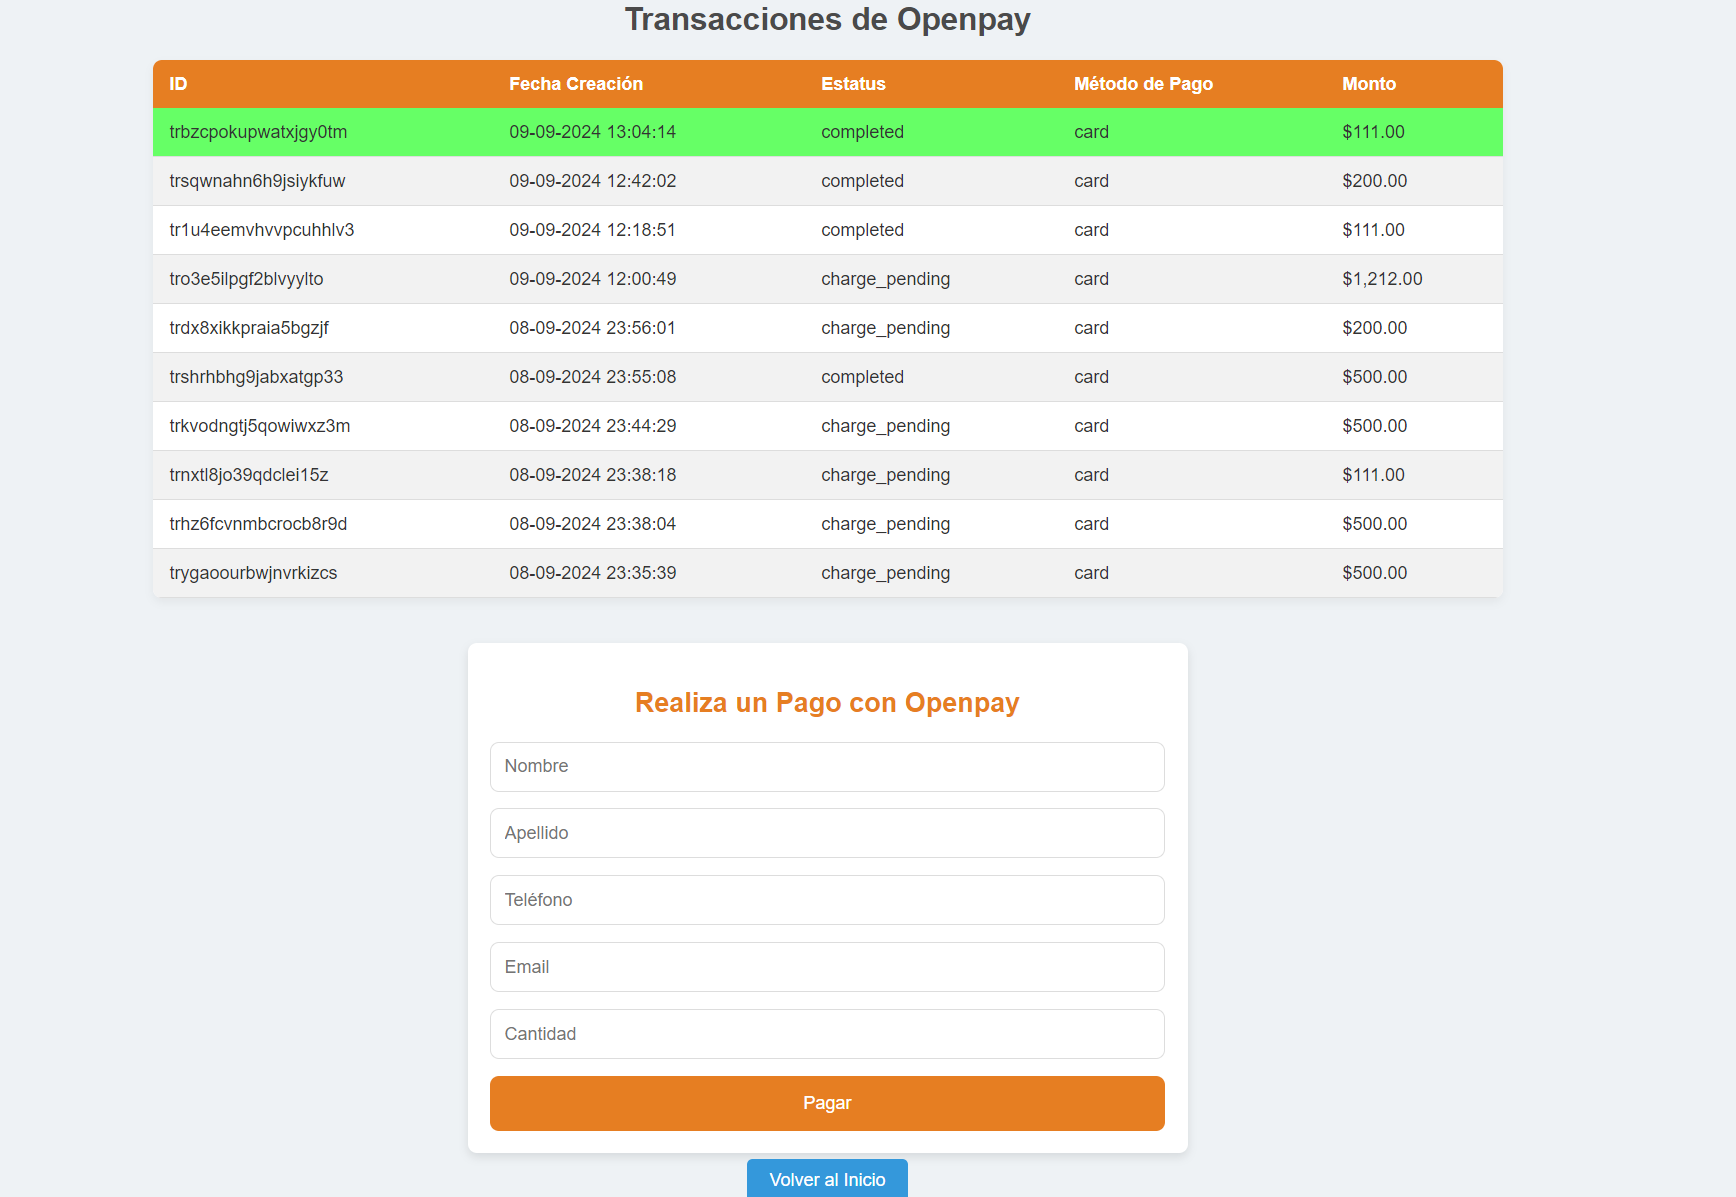 Transacciones de Openpay
ID Fecha Creación Estatus Método de Pago Monto
trbzcpokupwatxjgy0tm 09-09-2024 13:04:14 completed card $111.00
trsqwnahn6h9jsiykfuw 09-09-2024 12:42:02 completed card $200.00
tr1u4eemvhvvpcuhhlv3 09-09-2024 12:18:51 completed card $111.00
tro3e5ilpgf2blvyylto 09-09-2024 12:00:49 charge_pending card $1,212.00
trdx8xikkpraia5bgzjf 08-09-2024 23:56:01 charge_pending card $200.00
trshrhbhg9jabxatgp33 08-09-2024 23:55:08 completed card $500.00
trkvodngtj5qowiwxz3m 08-09-2024 23:44:29 charge_pending card $500.00
trnxtl8jo39qdclei15z 08-09-2024 23:38:18 charge_pending card $111.00
trhz6fcvnmbcrocb8r9d 08-09-2024 23:38:04 charge_pending card $500.00
trygaoourbwjnvrkizcs 08-09-2024 23:35:39 charge_pending card $500.00
Realiza un Pago con Openpay
Nombre
Apellido
Teléfono
Email
Cantidad
Pagar
Volver al Inicio